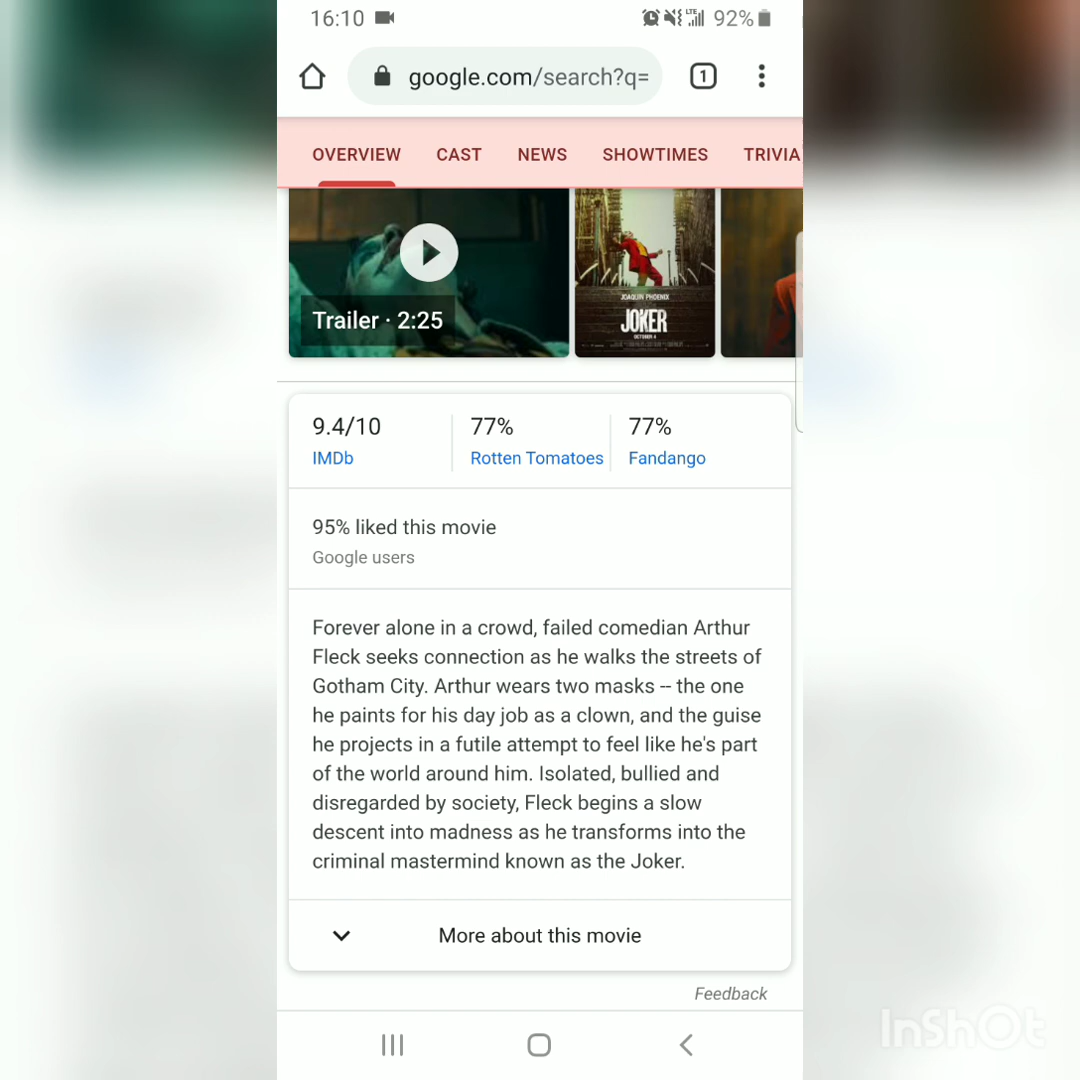 16:10 LTE 92%
google.com/search?q=
1
OVERVIEW CAST NEWS SHOWTIMES TRIVIA
Trailer · 2:25
JOAQUIN PHOENIX
JOKER
OCTOBER 4
9.4/10 77% 77%
IMDb Rotten Tomatoes Fandango
95% liked this movie
Google users
Forever alone in a crowd, failed comedian Arthur
Fleck seeks connection as he walks the streets of
Gotham City. Arthur wears two masks -- the one
he paints for his day job as a clown, and the guise
he projects in a futile attempt to feel like he's part
of the world around him. Isolated, bullied and
disregarded by society, Fleck begins a slow
descent into madness as he transforms into the
criminal mastermind known as the Joker.
More about this movie
Feedback
InShOt